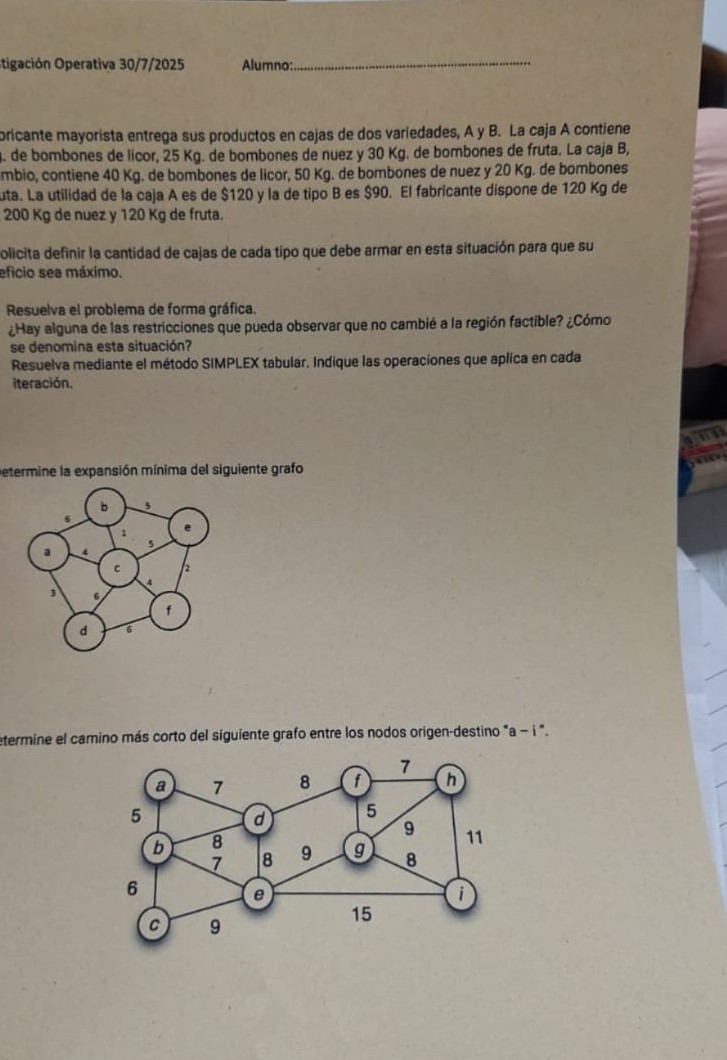 tigación Operativa 30/7/2025 Alumno:......................................................
bricante mayorista entrega sus productos en cajas de dos variedades, A y B. La caja A contiene
. de bombones de licor, 25 Kg. de bombones de nuez y 30 Kg. de bombones de fruta. La caja B,
mbio, contiene 40 Kg. de bombones de licor, 50 Kg. de bombones de nuez y 20 Kg. de bombones
uta. La utilidad de la caja A es de $120 y la de tipo B es $90. El fabricante dispone de 120 Kg de
200 Kg de nuez y 120 Kg de fruta.
olicita definir la cantidad de cajas de cada tipo que debe armar en esta situación para que su
eficio sea máximo.
Resuelva el problema de forma gráfica.
¿Hay alguna de las restricciones que pueda observar que no cambié a la región factible? ¿Cómo
se denomina esta situación?
Resuelva mediante el método SIMPLEX tabular. Indique las operaciones que aplica en cada
iteración.
etermine la expansión mínima del siguiente grafo
b 5
6 e
1
a 4 5
c 2
3 6 4
f
d 6
etermine el camino más corto del siguiente grafo entre los nodos origen-destino "a – i ".
a 7 8 f 7 h
5 d 5
b 8 9 g 9 11
7 8 8
6 e i
c 9 15